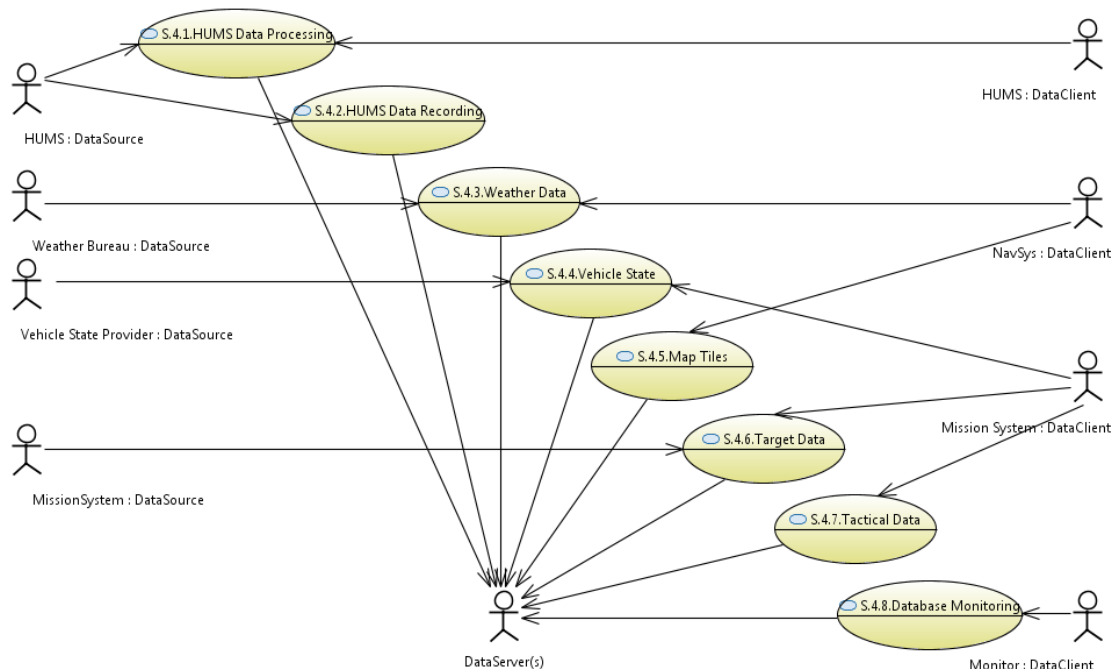 S.4.1.HUMS Data Processing
HUMS : DataClient
S.4.2.HUMS Data Recording
HUMS : DataSource
S.4.3.Weather Data
Weather Bureau : DataSource
NavSys : DataClient
S.4.4.Vehicle State
Vehicle State Provider : DataSource
S.4.5.Map Tiles
Mission System : DataClient
S.4.6.Target Data
MissionSystem : DataSource
S.4.7.Tactical Data
S.4.8.Database Monitoring
DataServer(s)
Monitor : DataClient